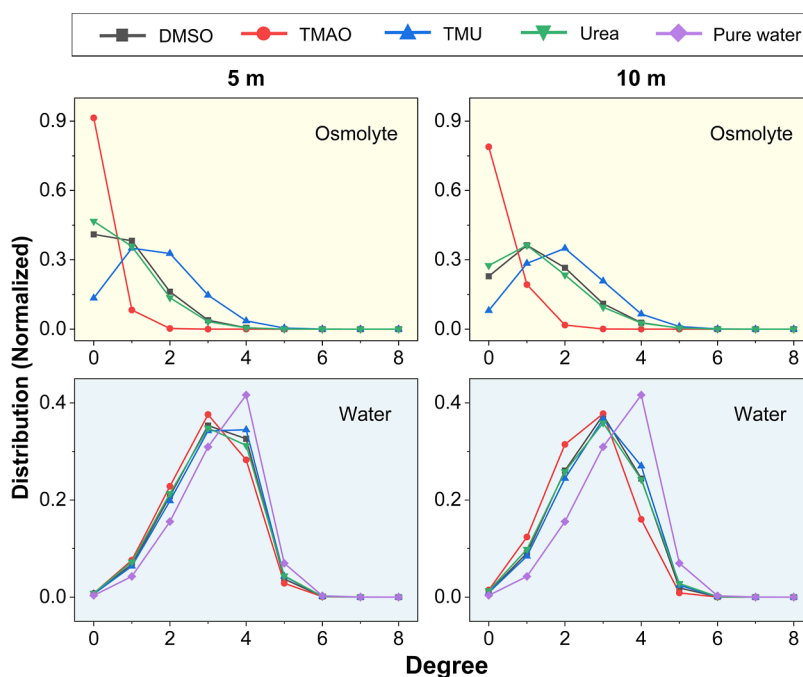 DMSO TMAO TMU Urea Pure water
5 m 10 m
Distribution (Normalized)
0.9
0.6
0.3
0.0
Osmolyte
0 2 4 6 8
Osmolyte
0 2 4 6 8
0.4
0.2
0.0
Water
0 2 4 6 8
Water
0 2 4 6 8
Degree